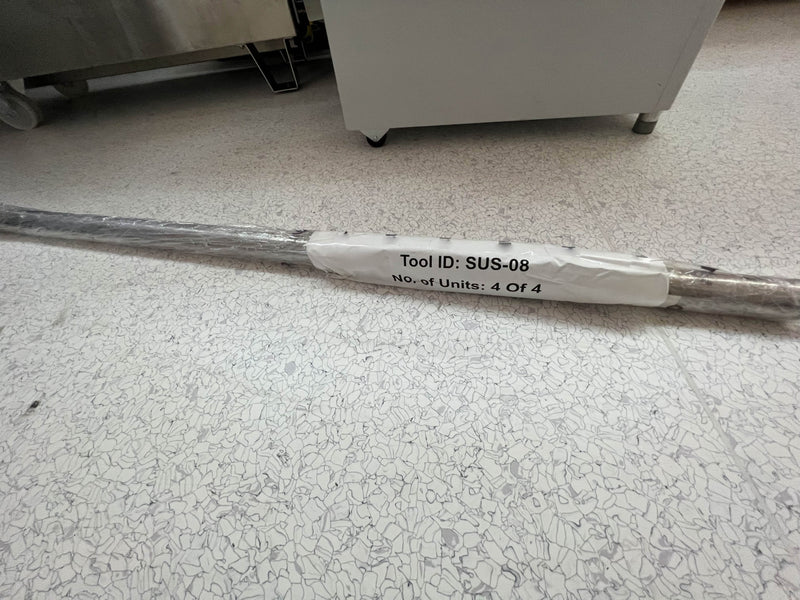 Tool ID: SUS-08
No. of Units: 4 Of 4